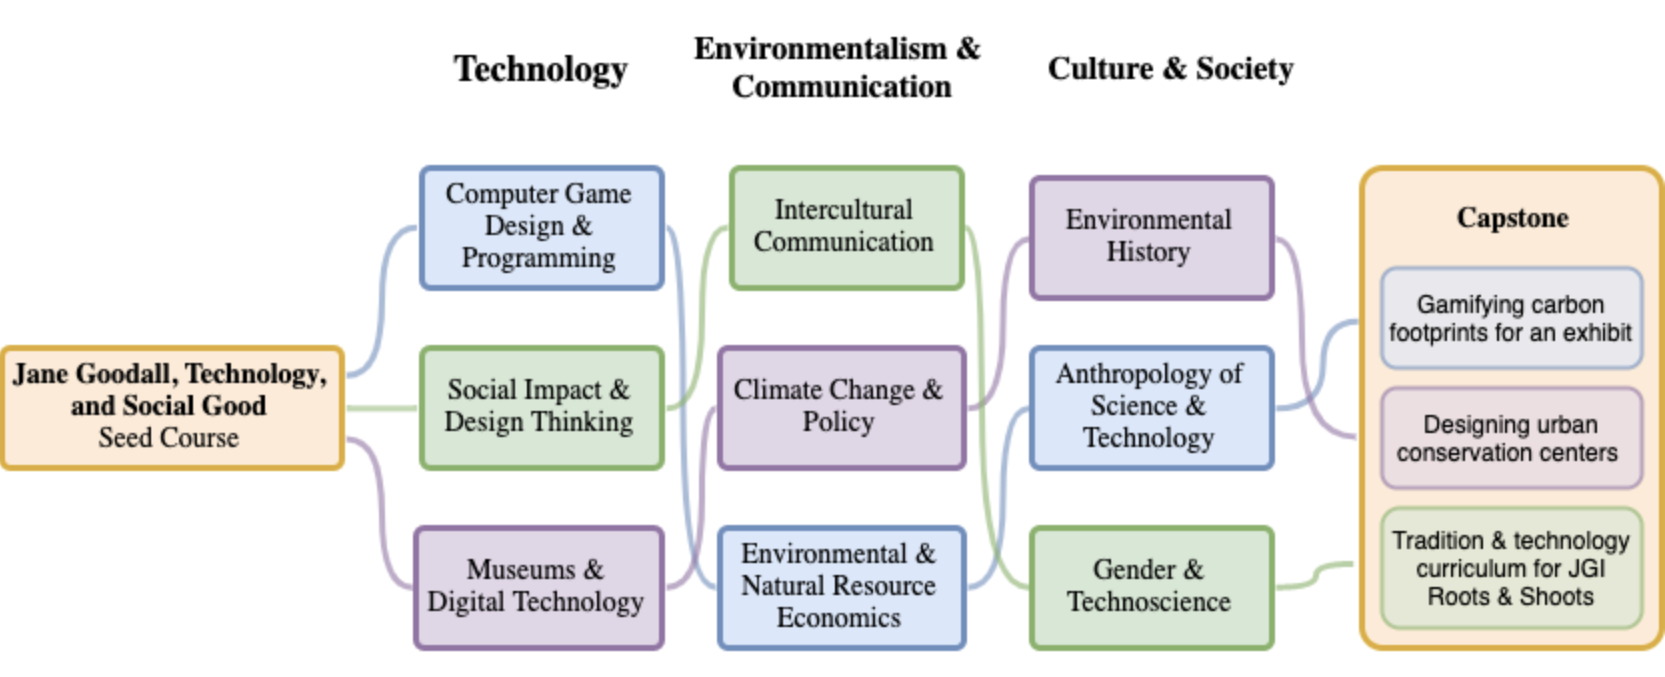 Technology
Environmentalism &
Communication
Culture & Society
Jane Goodall, Technology,
and Social Good
Seed Course
Computer Game
Design &
Programming
Social Impact &
Design Thinking
Museums &
Digital Technology
Intercultural
Communication
Climate Change &
Policy
Environmental &
Natural Resource
Economics
Environmental
History
Anthropology of
Science &
Technology
Gender &
Technoscience
Capstone
Gamifying carbon
footprints for an exhibit
Designing urban
conservation centers
Tradition & technology
curriculum for JGI
Roots & Shoots